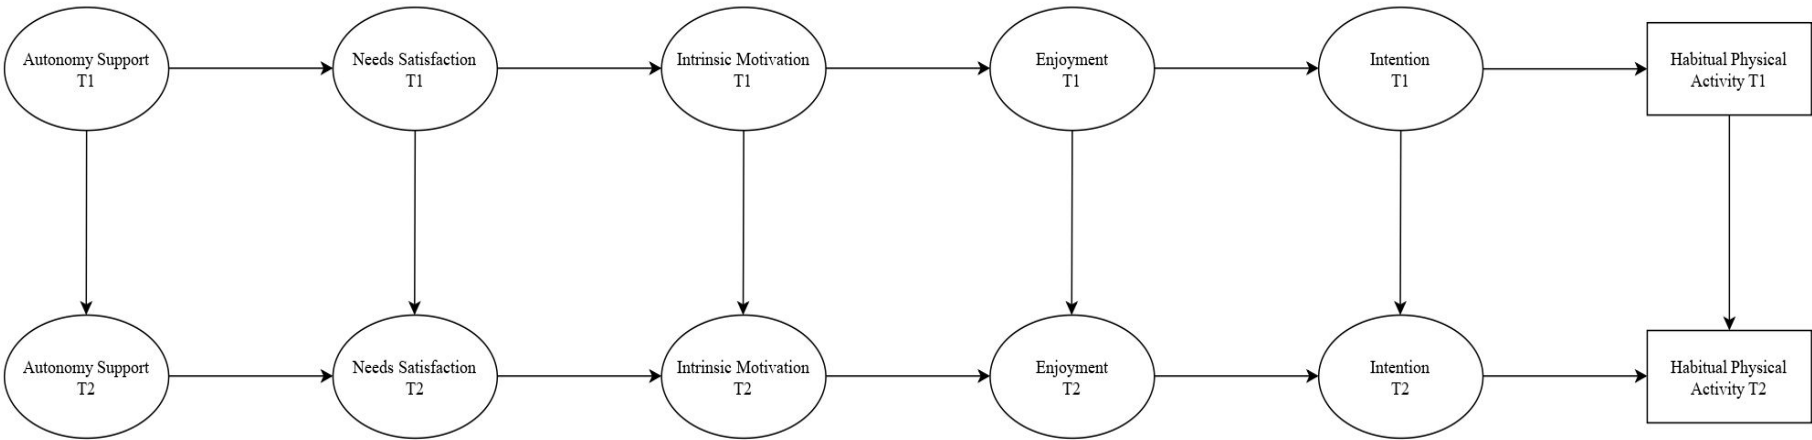 Autonomy Support
T1
Needs Satisfaction
T1
Intrinsic Motivation
T1
Enjoyment
T1
Intention
T1
Habitual Physical
Activity T1
Autonomy Support
T2
Needs Satisfaction
T2
Intrinsic Motivation
T2
Enjoyment
T2
Intention
T2
Habitual Physical
Activity T2